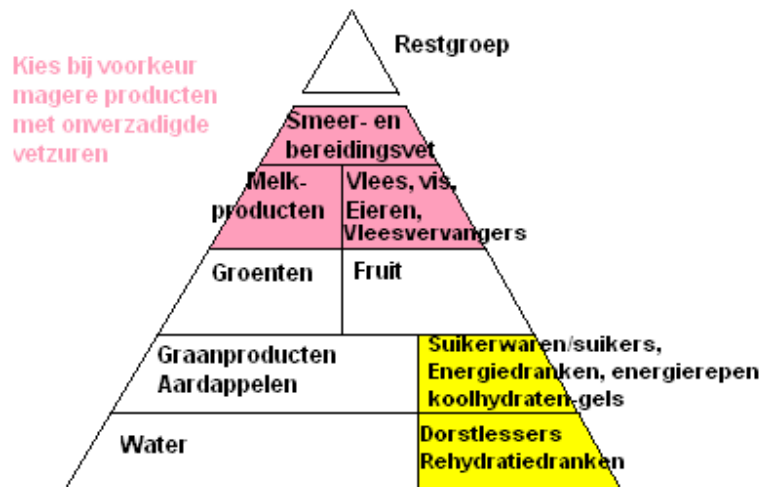 Restgroep
Kies bij voorkeur
magere producten
met onverzadigde
vetzuren
Smeer- en
bereidingsvet
Melk-
producten
Vlees, vis,
Eieren,
Vleesvervangers
Groenten
Fruit
Graanproducten
Aardappelen
Suikerwaren/suikers,
Energiedranken, energierepen
koolhydraten-gels
Water
Dorstlessers
Rehydratiedranken